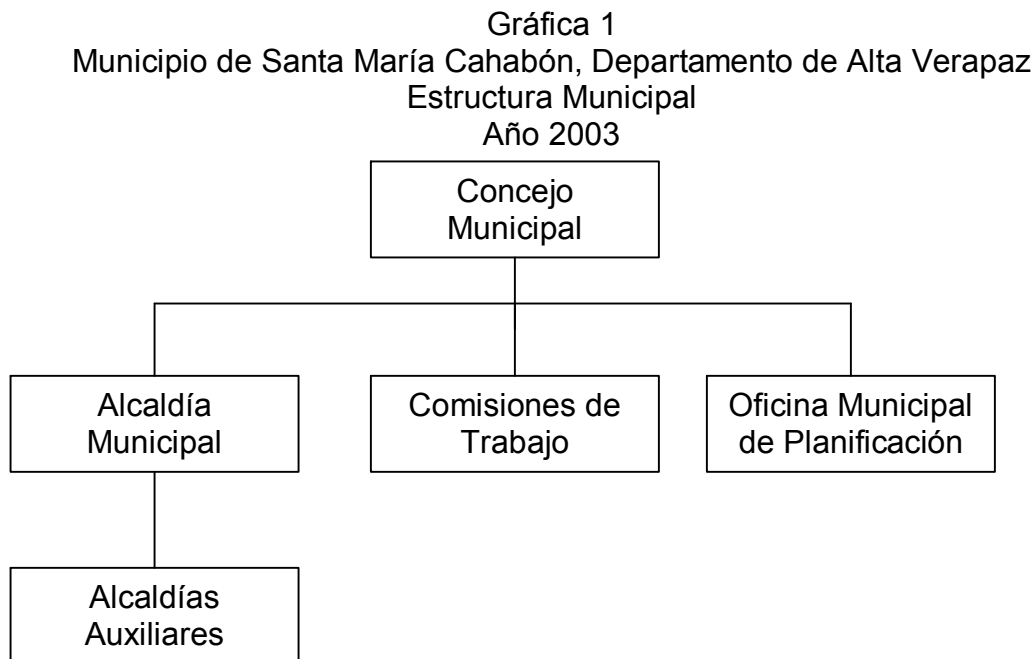 Gráfica 1
Municipio de Santa María Cahabón, Departamento de Alta Verapaz
Estructura Municipal
Año 2003
Concejo
Municipal
Alcaldía
Municipal
Comisiones de
Trabajo
Oficina Municipal
de Planificación
Alcaldías
Auxiliares